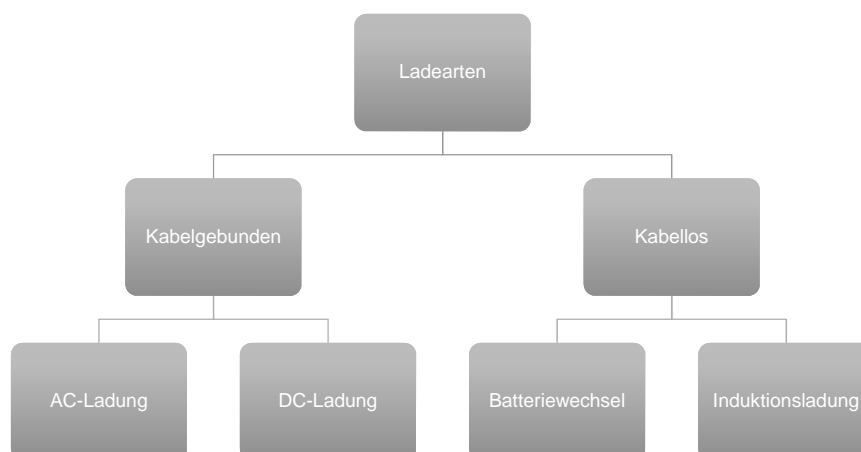 Ladearten
Kabelgebunden
Kabellos
AC-Ladung
DC-Ladung
Batteriewechsel
Induktionsladung